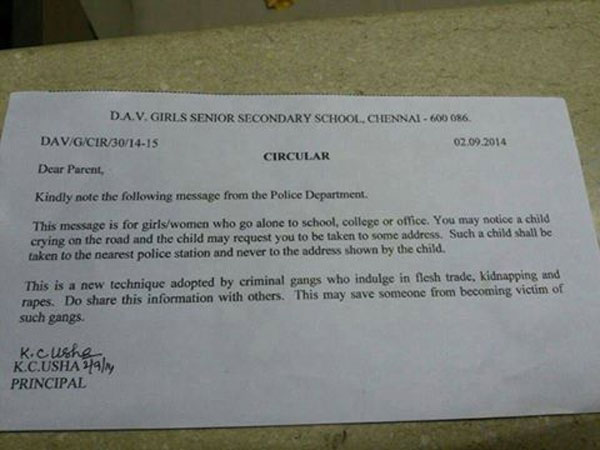 D.A.V. GIRLS SENIOR SECONDARY SCHOOL, CHENNAI - 600 086.
DAV/G/CIR/30/14-15
02.09.2014
CIRCULAR
Dear Parent,
Kindly note the following message from the Police Department.
This message is for girls/women who go alone to school, college or office. You may notice a child
crying on the road and the child may request you to be taken to some address. Such a child shall be
taken to the nearest police station and never to the address shown by the child.
This is a new technique adopted by criminal gangs who indulge in flesh trade, kidnapping and
rapes. Do share this information with others. This may save someone from becoming victim of
such gangs.
K.C Usha
K.C.USHA 2/9/14
PRINCIPAL